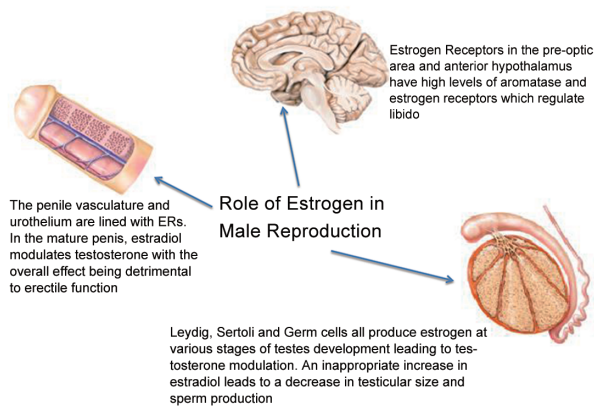 Estrogen Receptors in the pre-optic
area and anterior hypothalamus
have high levels of aromatase and
estrogen receptors which regulate
libido
The penile vasculature and
urothelium are lined with ERs.
In the mature penis, estradiol
modulates testosterone with the
overall effect being detrimental
to erectile function
Role of Estrogen in
Male Reproduction
Leydig, Sertoli and Germ cells all produce estrogen at
various stages of testes development leading to tes-
tosterone modulation. An inappropriate increase in
estradiol leads to a decrease in testicular size and
sperm production